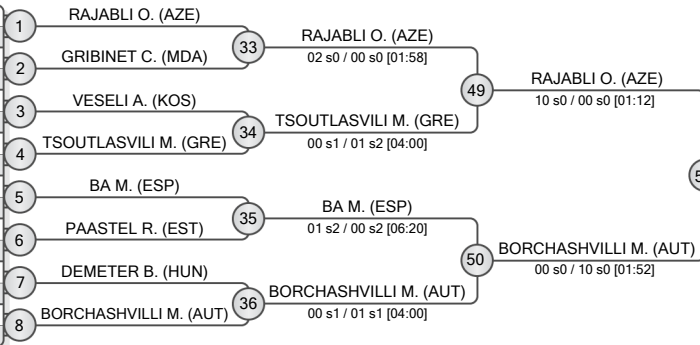 1
RAJABLI O. (AZE)
33
RAJABLI O. (AZE)
02 s0 / 00 s0 [01:58]
2
GRIBINET C. (MDA)
49
RAJABLI O. (AZE)
10 s0 / 00 s0 [01:12]
3
VESELI A. (KOS)
34
TSOUTLASVILI M. (GRE)
00 s1 / 01 s2 [04:00]
4
TSOUTLASVILI M. (GRE)
5
BA M. (ESP)
35
BA M. (ESP)
01 s2 / 00 s2 [06:20]
6
PAASTEL R. (EST)
50
BORCHASHVILLI M. (AUT)
00 s0 / 10 s0 [01:52]
7
DEMETER B. (HUN)
36
BORCHASHVILLI M. (AUT)
00 s1 / 01 s1 [04:00]
8
BORCHASHVILLI M. (AUT)